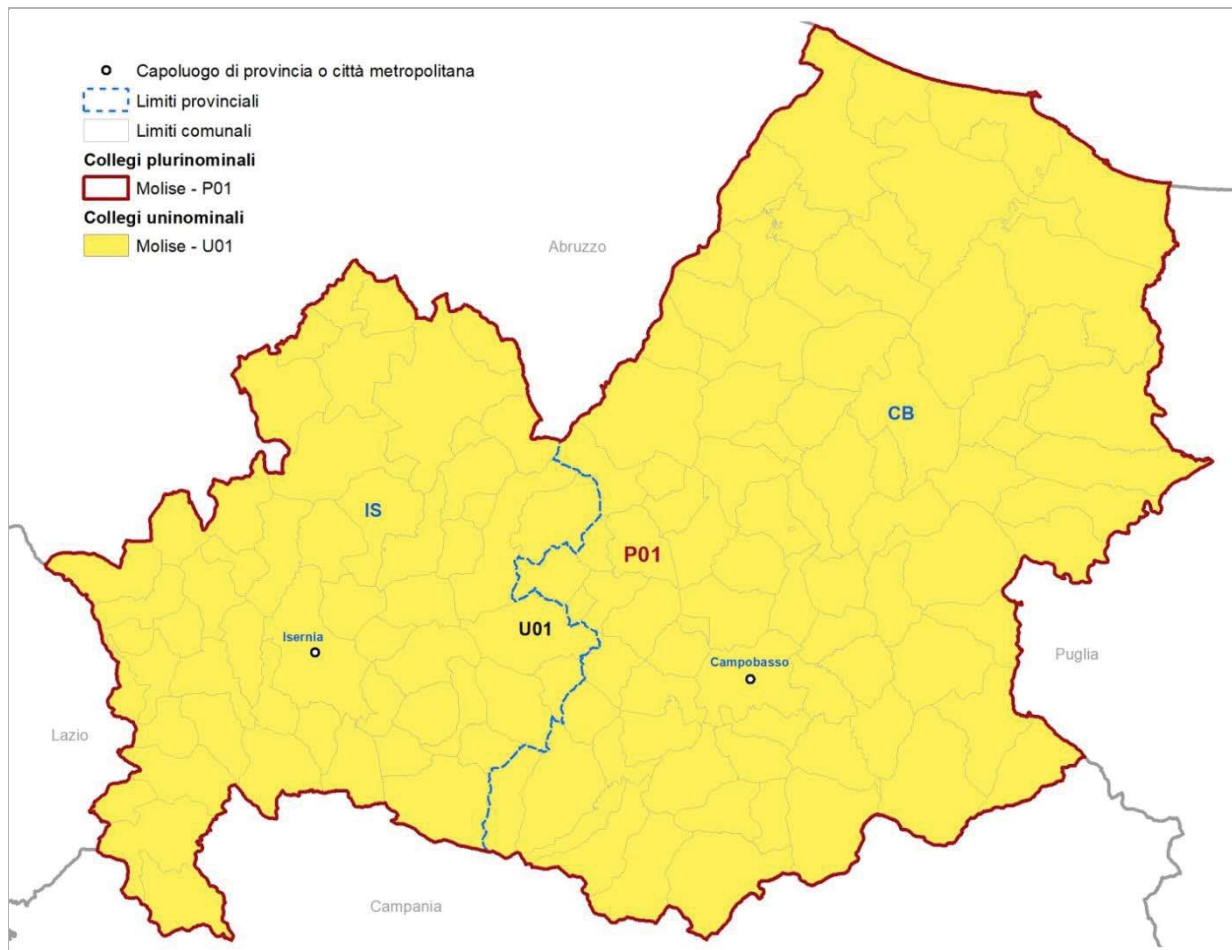 Capoluogo di provincia o città metropolitana
Limiti provinciali
Limiti comunali
Collegi plurinominali
Molise - P01
Collegi uninominali
Molise - U01
Abruzzo
CB
IS
P01
U01
Isernia
Campobasso
Puglia
Lazio
Campania